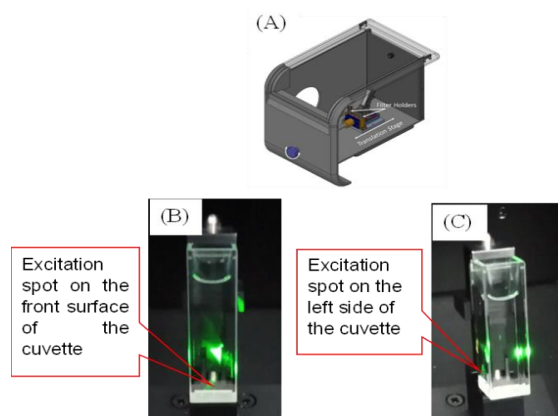 (A)
Filter Holders
Translation Stage
(B)
Excitation
spot on the
front surface
of the
cuvette
(C)
Excitation
spot on the
left side of
the cuvette